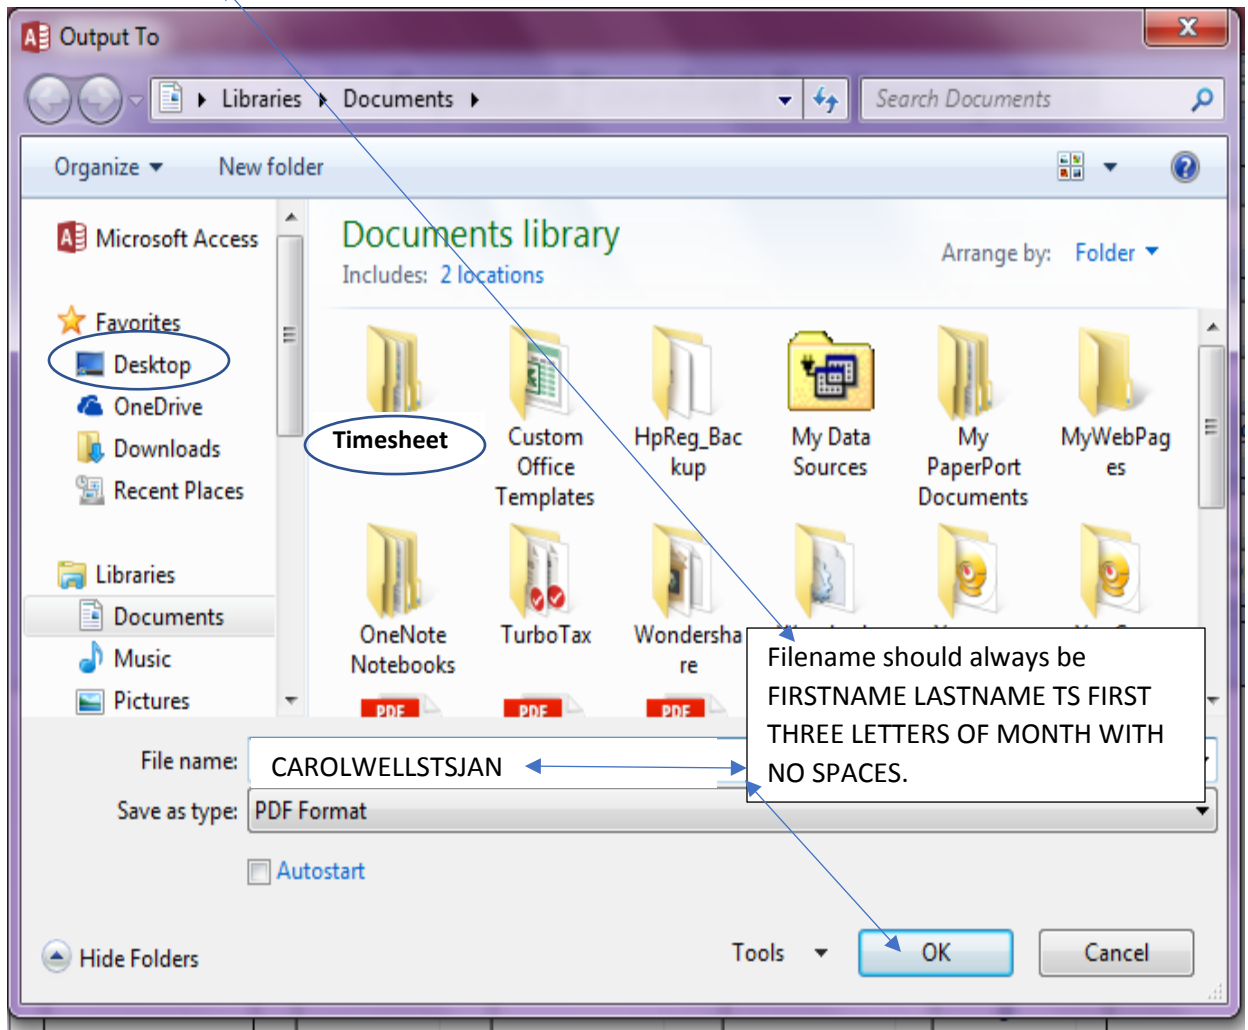 Output To
Libraries Documents
Search Documents
Organize New folder
Microsoft Access
Favorites
Desktop
OneDrive
Downloads
Recent Places
Libraries
Documents
Music
Pictures
Documents library
Includes: 2 locations
Arrange by: Folder
Timesheet
Custom
Office
Templates
HpReg_Bac
kup
My Data
Sources
My
PaperPort
Documents
MyWebPag
es
OneNote
Notebooks
TurboTax
Wondersha
re
PDF
PDF
PDF
Filename should always be
FIRSTNAME LASTNAME TS FIRST
THREE LETTERS OF MONTH WITH
NO SPACES.
File name: CAROLWELLSTSJAN
Save as type: PDF Format
Autostart
Hide Folders
Tools OK Cancel